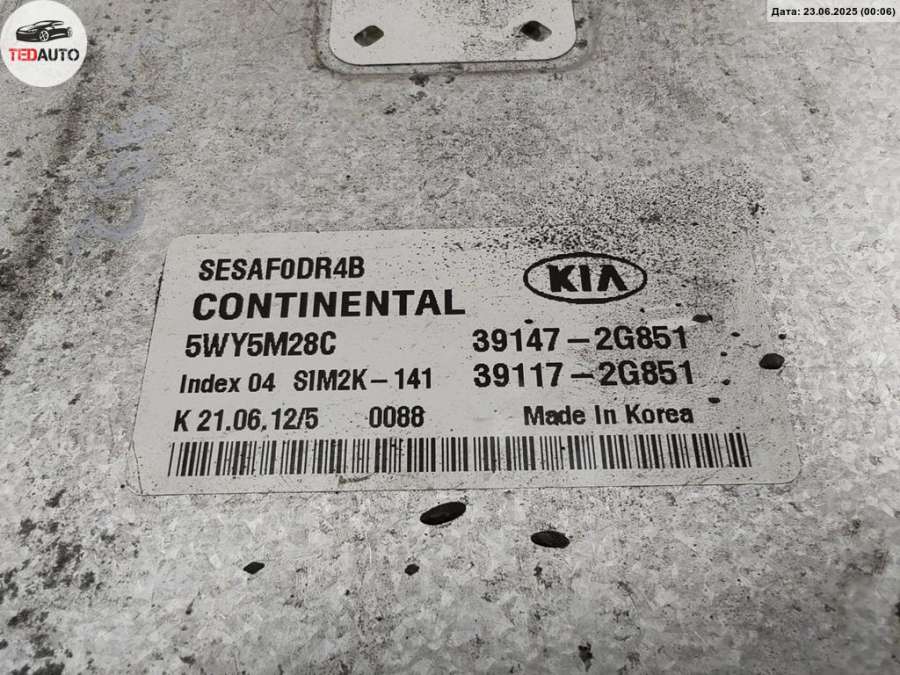 TEDAUTO
Дата: 23.06.2025 (00:06)
SESAF0DR4B
CONTINENTAL
KIA
5WY5M28C
39147-2G851
Index 04 SIM2K-141
39117-2G851
K 21.06.12/5 0088
Made In Korea